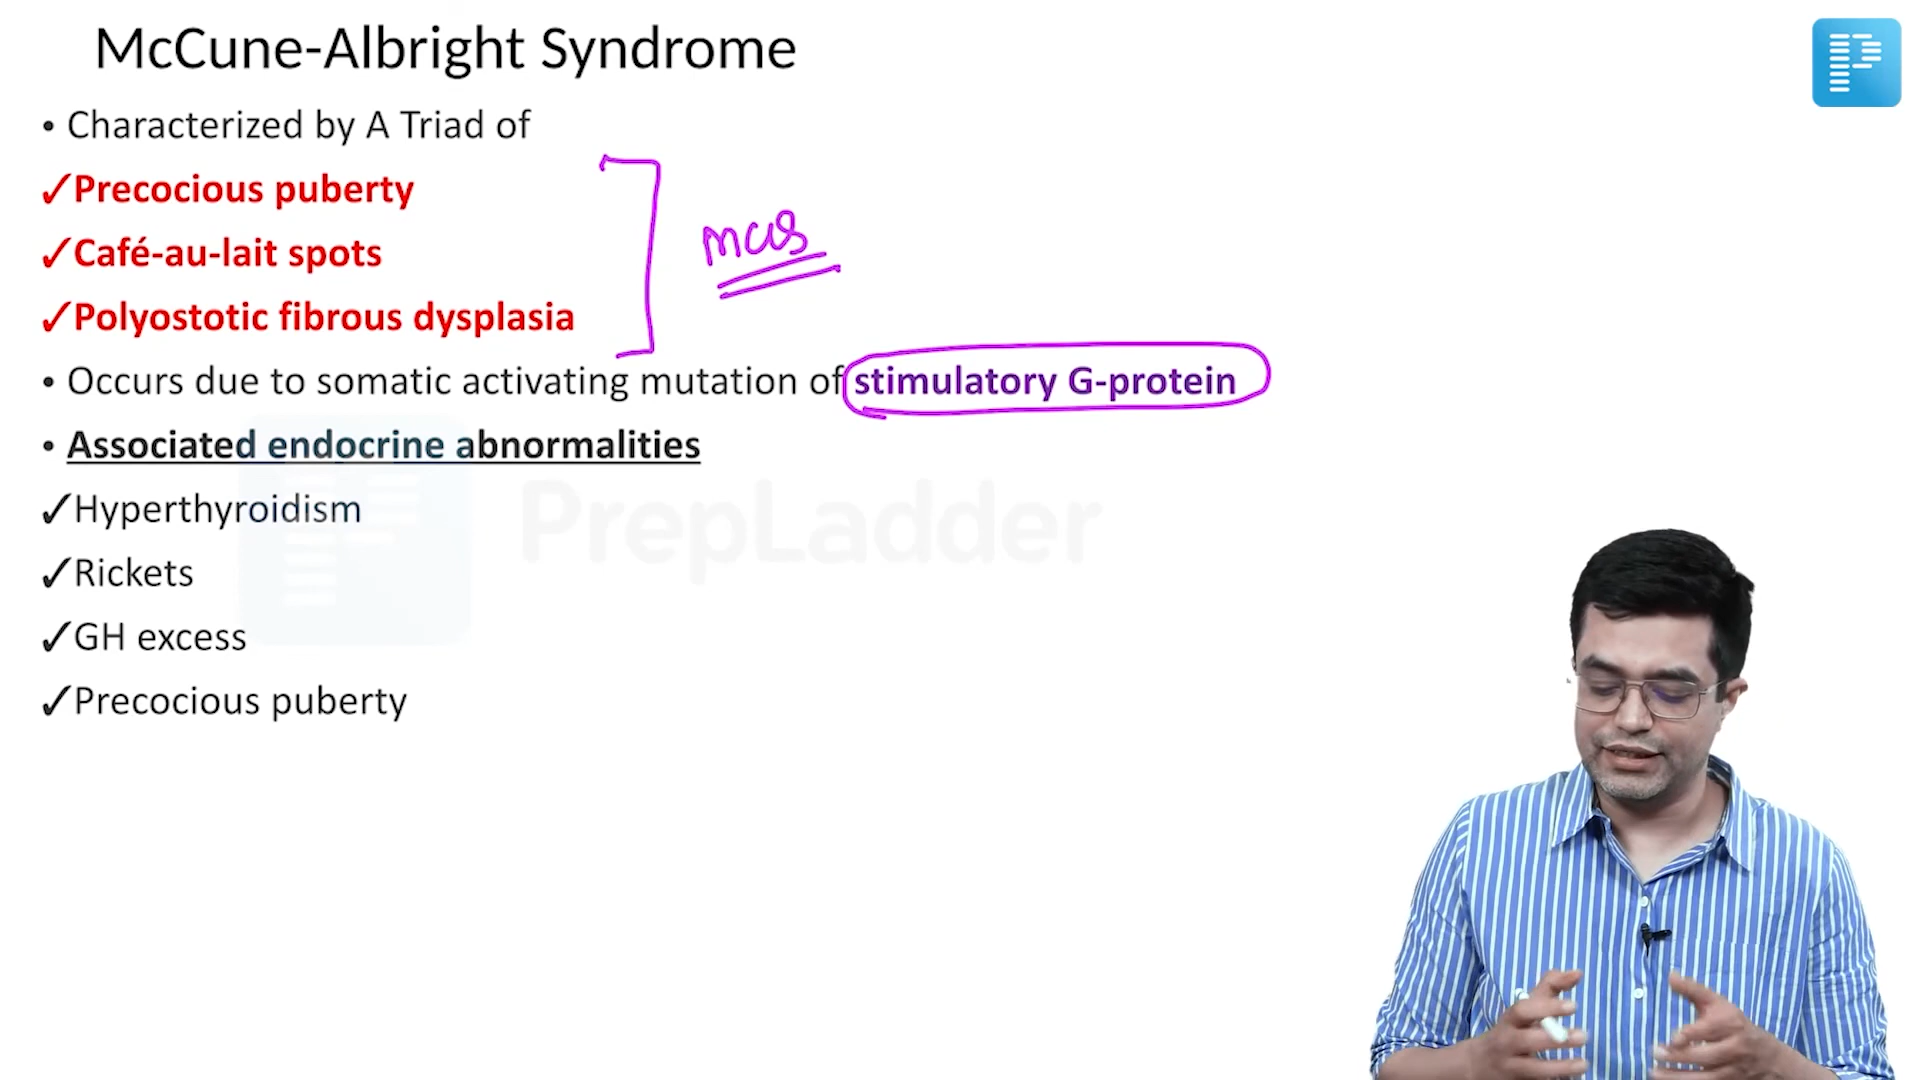 McCune-Albright Syndrome
• Characterized by A Triad of
✓Precocious puberty
✓Café-au-lait spots
✓Polyostotic fibrous dysplasia
mas
• Occurs due to somatic activating mutation of stimulatory G-protein
• Associated endocrine abnormalities
✓Hyperthyroidism
✓Rickets
✓GH excess
✓Precocious puberty
PrepLadder